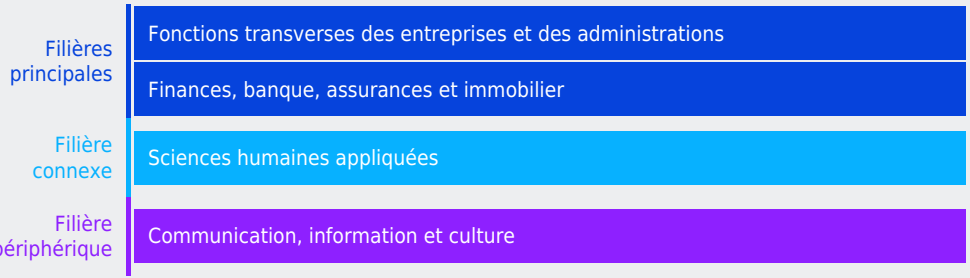 Filières
principales
Fonctions transverses des entreprises et des administrations
Finances, banque, assurances et immobilier
Filière
connexe
Sciences humaines appliquées
Filière
périphérique
Communication, information et culture